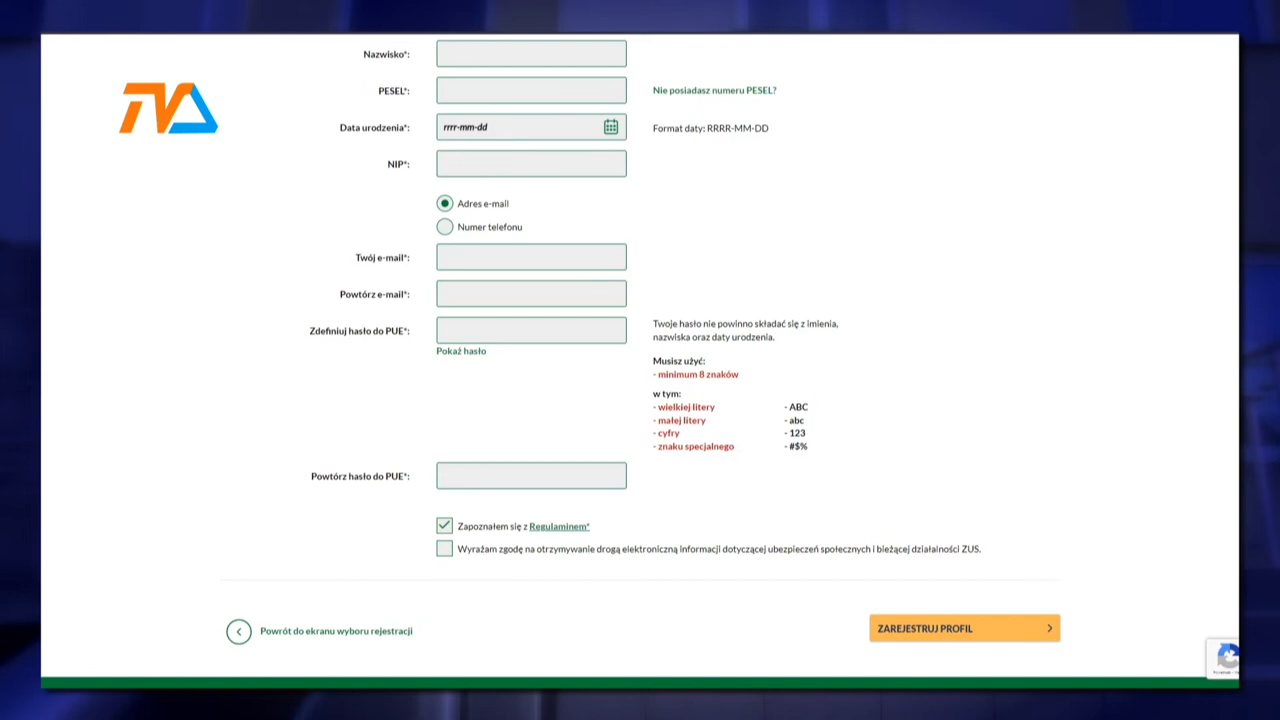 Nazwisko*:
PESEL*:
Nie posiadasz numeru PESEL?
TVA
Data urodzenia*:
rrrr-mm-dd
Format daty: RRRR-MM-DD
NIP*:
Adres e-mail
Numer telefonu
Twój e-mail*:
Powtórz e-mail*:
Zdefiniuj hasło do PUE*:
Pokaż hasło
Twoje hasło nie powinno składać się z imienia,
nazwiska oraz daty urodzenia.
Musisz użyć:
- minimum 8 znaków
w tym:
- wielkiej litery - ABC
- małej litery - abc
- cyfry - 123
- znaku specjalnego - #$%
Powtórz hasło do PUE*:
Zapoznałem się z Regulaminem*
Wyrażam zgodę na otrzymywanie drogą elektroniczną informacji dotyczącej ubezpieczeń społecznych i bieżącej działalności ZUS.
Powrót do ekranu wyboru rejestracji
ZAREJESTRUJ PROFIL